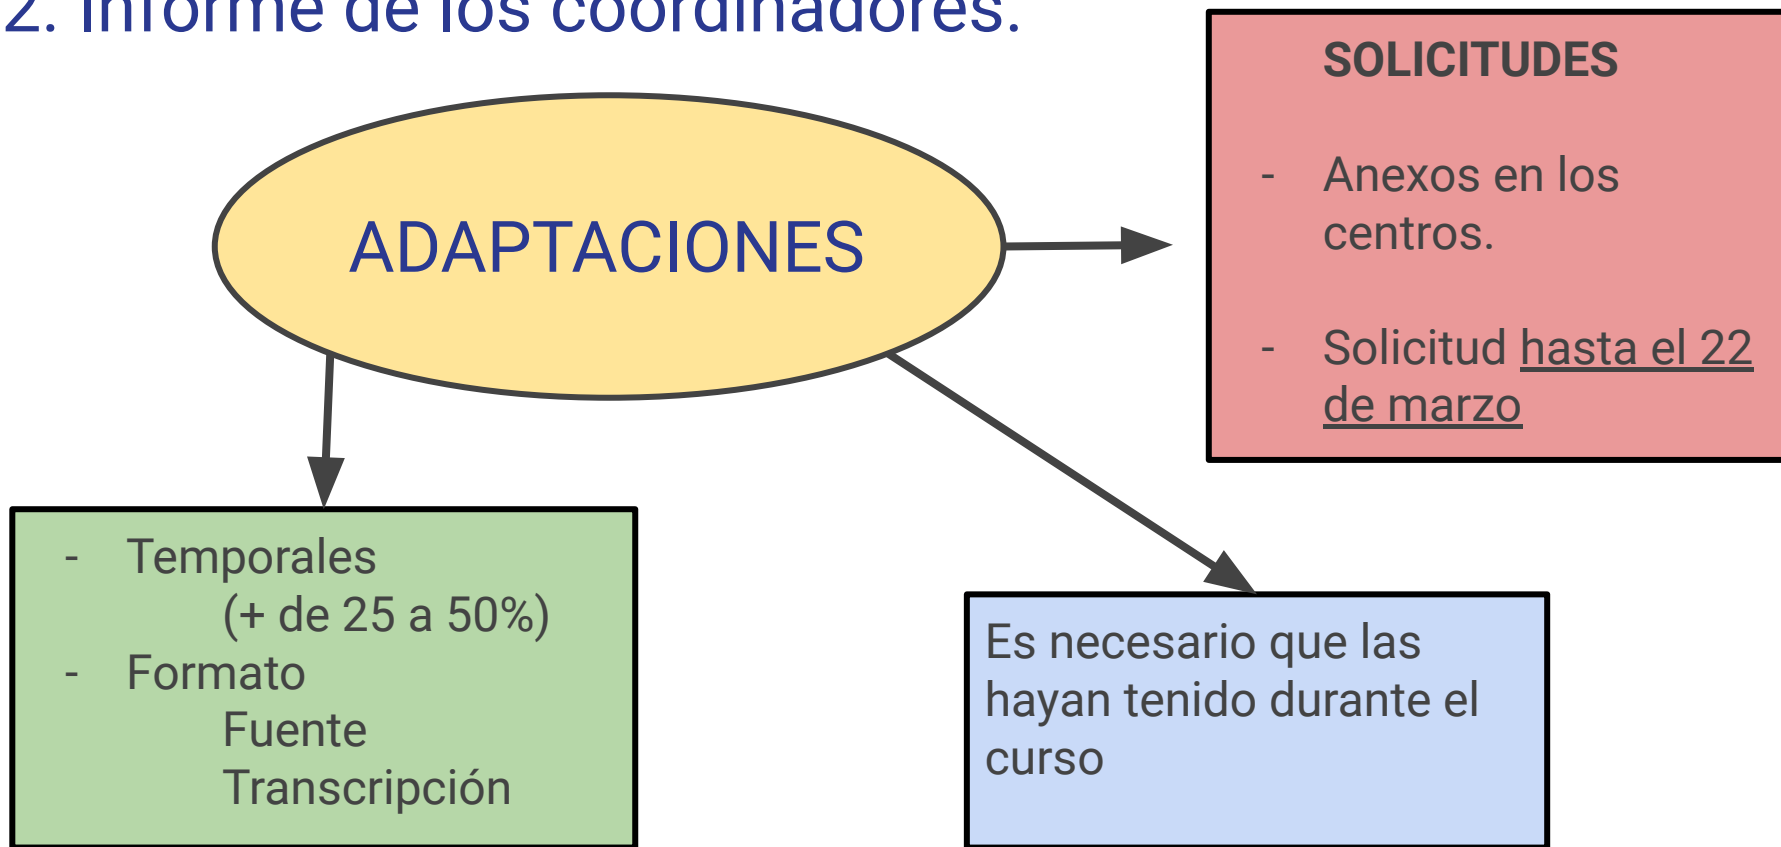 2. Informe de los coordinadores.
SOLICITUDES
- Anexos en los
centros.
- Solicitud hasta el 22
de marzo
ADAPTACIONES
- Temporales
(+ de 25 a 50%)
- Formato
Fuente
Transcripción
Es necesario que las
hayan tenido durante el
curso